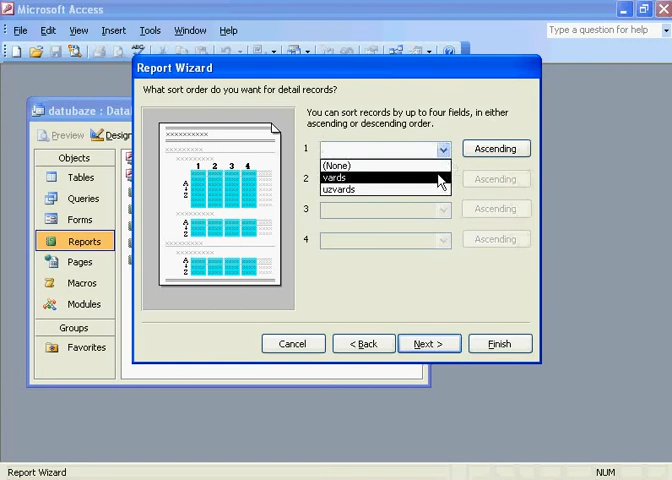 Microsoft Access
File Edit View Insert Tools Window Help
Type a question for help
Report Wizard
What sort order do you want for detail records?
You can sort records by up to four fields, in either
ascending or descending order.
1 Ascending
(None)
vards
uzvards
2 Ascending
3 Ascending
4 Ascending
1 2 3 4
Cancel < Back Next > Finish
datubaze : Data
Preview Design
Objects
Tables
Queries
Forms
Reports
Pages
Macros
Modules
Groups
Favorites
Report Wizard NUM